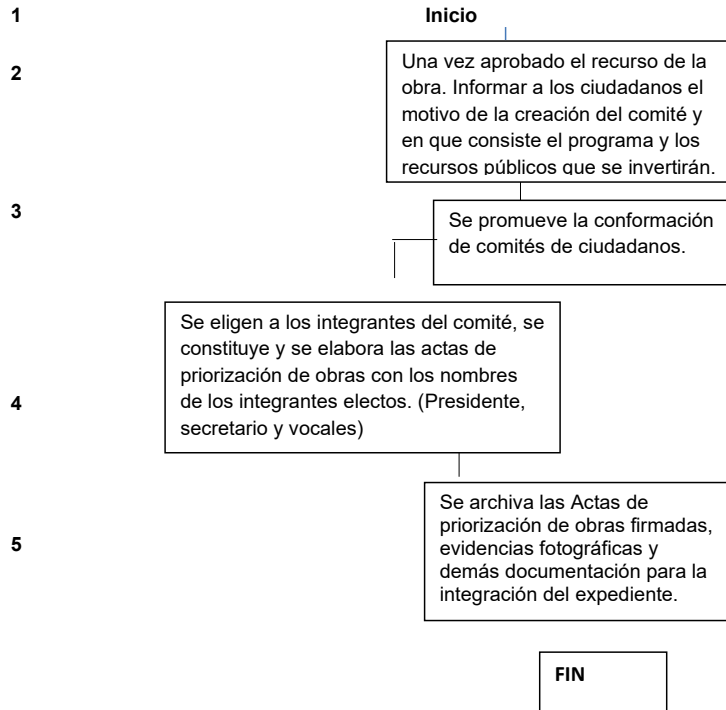 1 Inicio
2
Una vez aprobado el recurso de la
obra. Informar a los ciudadanos el
motivo de la creación del comité y
en que consiste el programa y los
recursos públicos que se invertirán.
3
Se promueve la conformación
de comités de ciudadanos.
Se eligen a los integrantes del comité, se
constituye y se elabora las actas de
priorización de obras con los nombres
de los integrantes electos. (Presidente,
secretario y vocales)
4
Se archiva las Actas de
priorización de obras firmadas,
evidencias fotográficas y
demás documentación para la
integración del expediente.
5
FIN